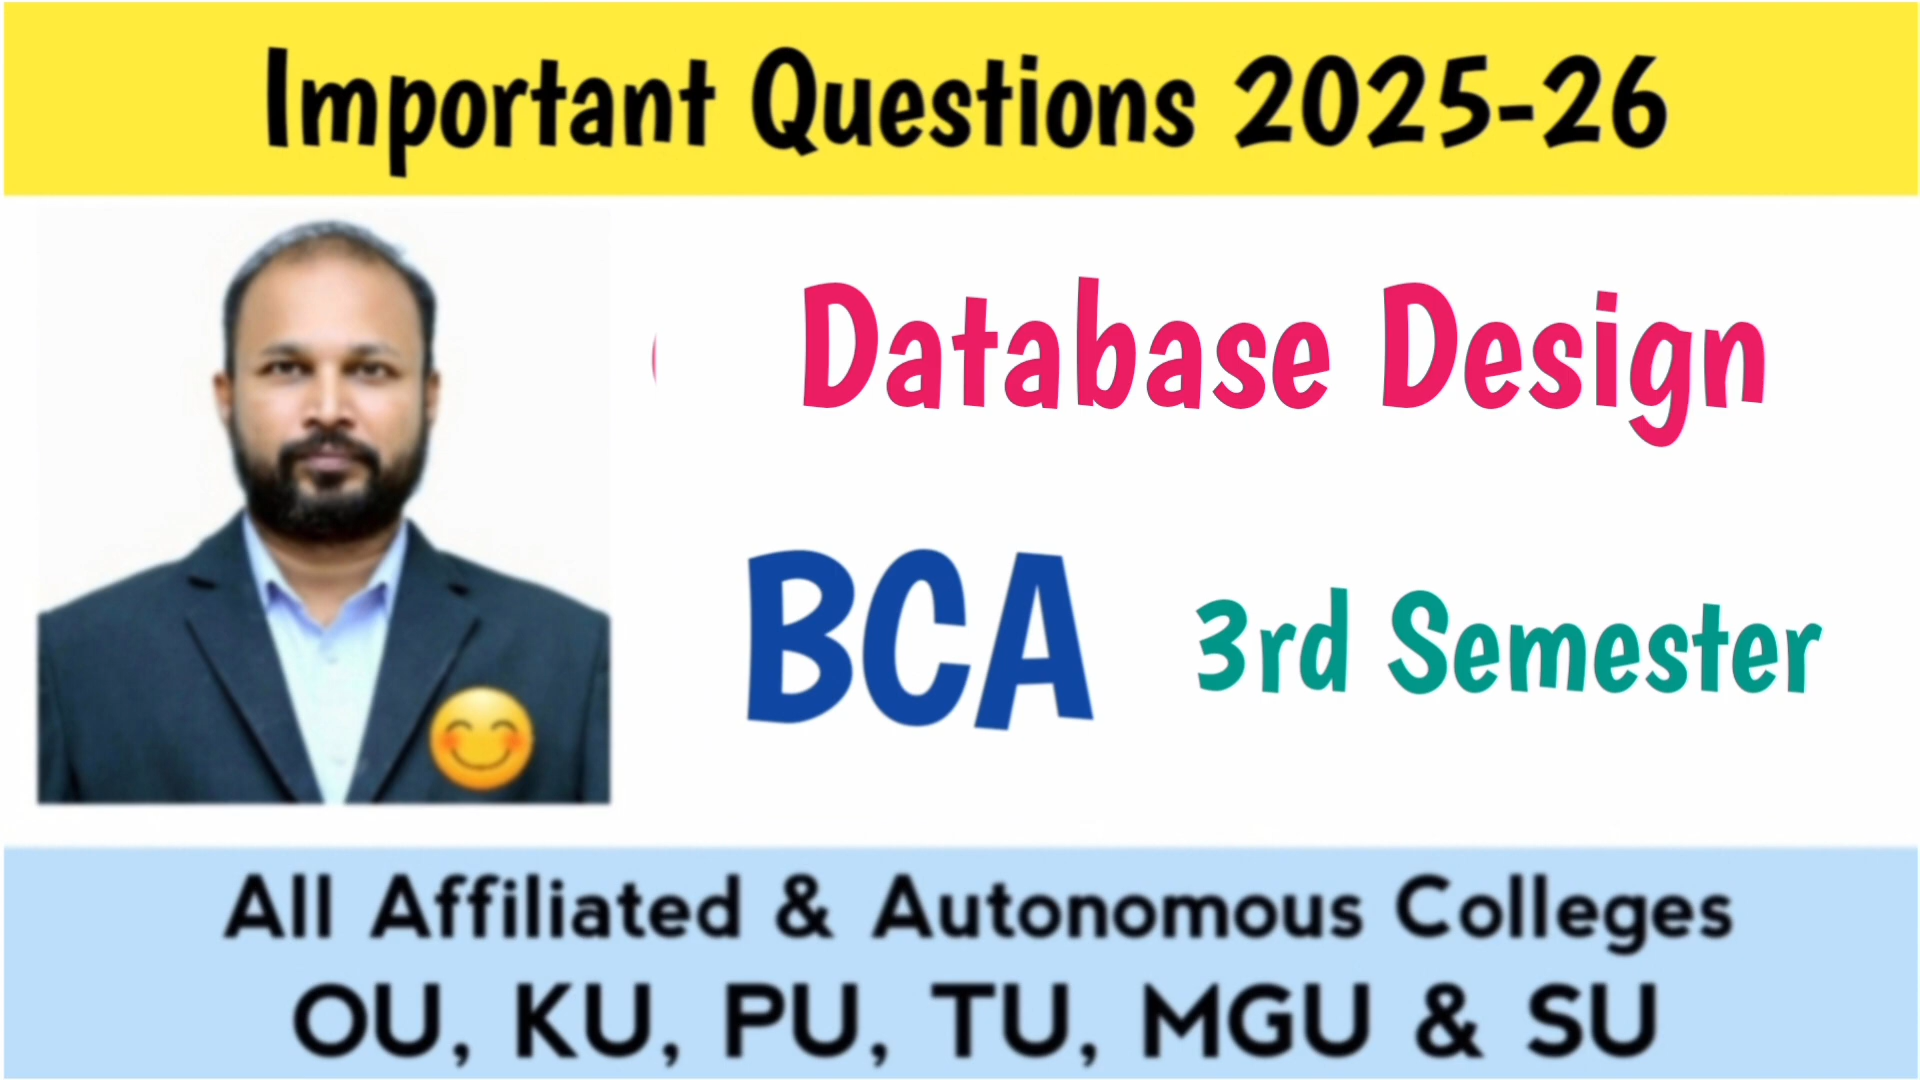 Important Questions 2025-26
Database Design
BCA 3rd Semester
All Affiliated & Autonomous Colleges
OU, KU, PU, TU, MGU & SU